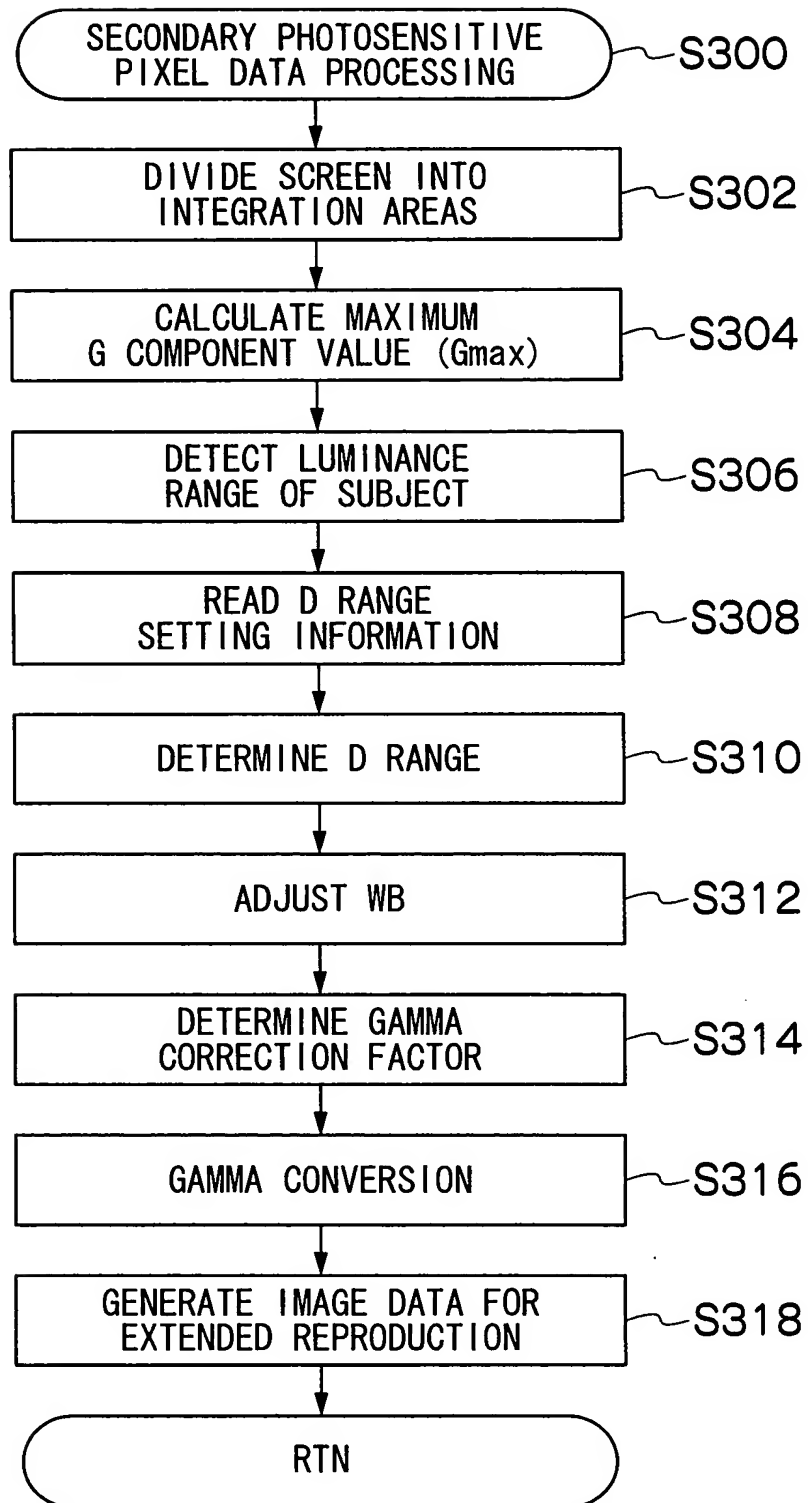 SECONDARY PHOTOSENSITIVE
PIXEL DATA PROCESSING
S300
DIVIDE SCREEN INTO
INTEGRATION AREAS
S302
CALCULATE MAXIMUM
G COMPONENT VALUE (Gmax)
S304
DETECT LUMINANCE
RANGE OF SUBJECT
S306
READ D RANGE
SETTING INFORMATION
S308
DETERMINE D RANGE
S310
ADJUST WB
S312
DETERMINE GAMMA
CORRECTION FACTOR
S314
GAMMA CONVERSION
S316
GENERATE IMAGE DATA FOR
EXTENDED REPRODUCTION
S318
RTN